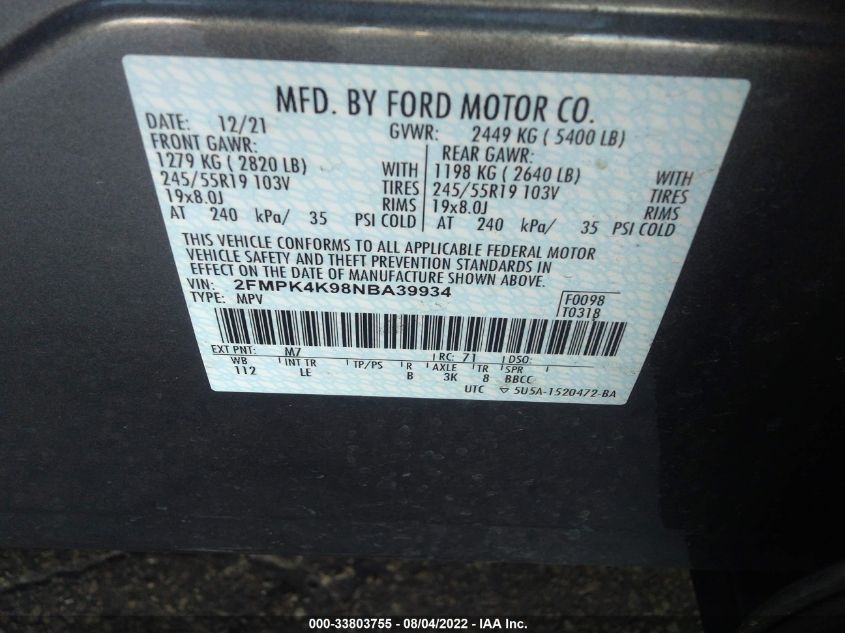 MFD. BY FORD MOTOR CO.
DATE: 12/21 GVWR: 2449 KG ( 5400 LB)
FRONT GAWR: REAR GAWR:
1279 KG ( 2820 LB) WITH 1198 KG ( 2640 LB) WITH
245/55R19 103V TIRES 245/55R19 103V TIRES
19x8.0J RIMS 19x8.0J RIMS
AT 240 kPa/ 35 PSI COLD AT 240 kPa/ 35 PSI COLD
THIS VEHICLE CONFORMS TO ALL APPLICABLE FEDERAL MOTOR
VEHICLE SAFETY AND THEFT PREVENTION STANDARDS IN
EFFECT ON THE DATE OF MANUFACTURE SHOWN ABOVE.
VIN: 2FMPK4K98NBA39934 F0098
TYPE: MPV T0318
EXT PNT: M7 RC: 71 DSO:
WB INT TR TP/PS R AXLE TR SPR
112 LE B 3K 8 BBCC
UTC ▽ 5U5A-1520472-BA
000-33803755 - 08/04/2022 - IAA Inc.